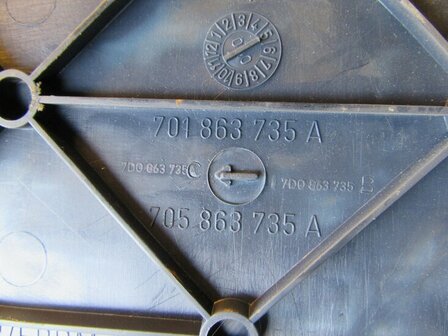 12 1 2 3 4 5 6 7 8 9 10 11
00
701 863 735 A
7D0 863 735 C
7D0 863 735 B
705 863 735 A